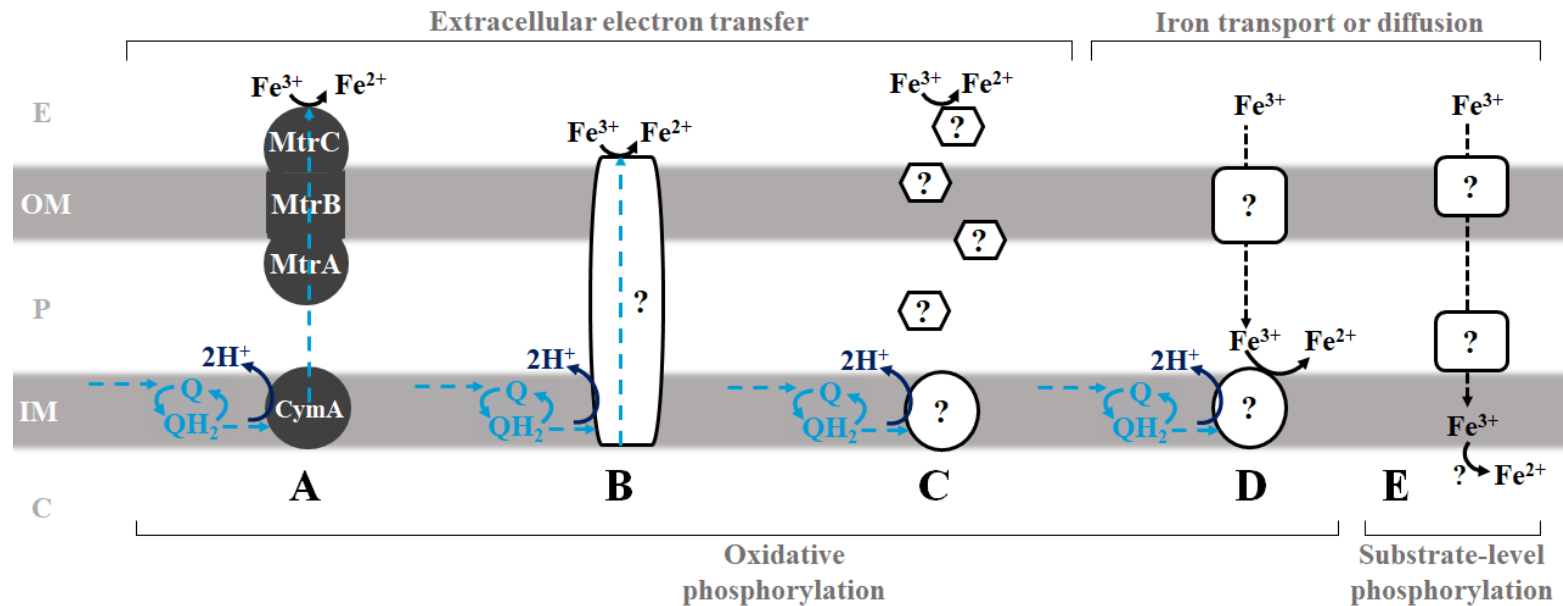 Extracellular electron transfer
Iron transport or diffusion
E
OM
P
IM
C
Fe³⁺ Fe²⁺
MtrC
MtrB
MtrA
2H⁺
Q
QH₂
CymA
A
Fe³⁺ Fe²⁺
?
2H⁺
Q
QH₂
B
Fe³⁺ Fe²⁺
?
?
?
?
2H⁺
Q
QH₂
?
C
Fe³⁺
?
Fe³⁺ Fe²⁺
2H⁺
Q
QH₂
?
D
Fe³⁺
?
?
Fe³⁺
? Fe²⁺
E
Oxidative
phosphorylation
Substrate-level
phosphorylation